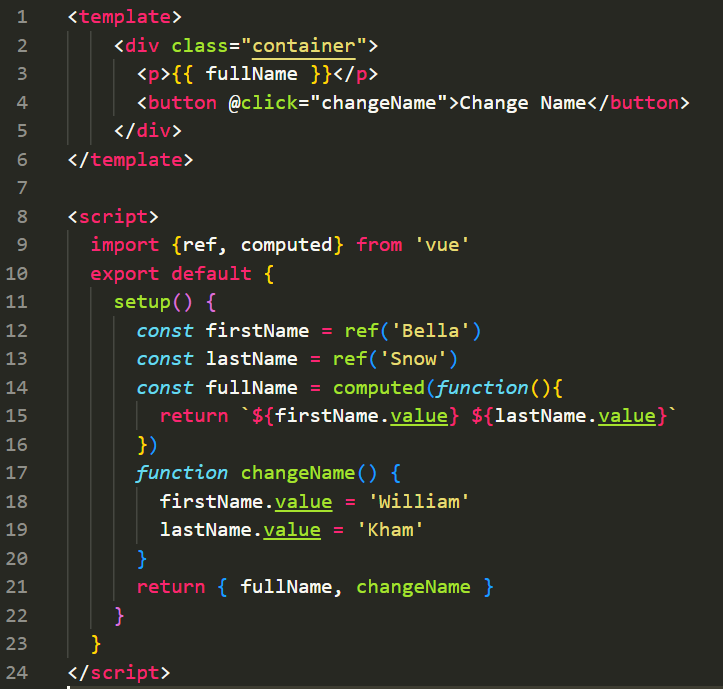 1 <template>
2 <div class="container">
3 <p>{{ fullName }}</p>
4 <button @click="changeName">Change Name</button>
5 </div>
6 </template>
7
8 <script>
9 import {ref, computed} from 'vue'
10 export default {
11 setup() {
12 const firstName = ref('Bella')
13 const lastName = ref('Snow')
14 const fullName = computed(function(){
15 return `${firstName.value} ${lastName.value}`
16 })
17 function changeName() {
18 firstName.value = 'William'
19 lastName.value = 'Kham'
20 }
21 return { fullName, changeName }
22 }
23 }
24 </script>